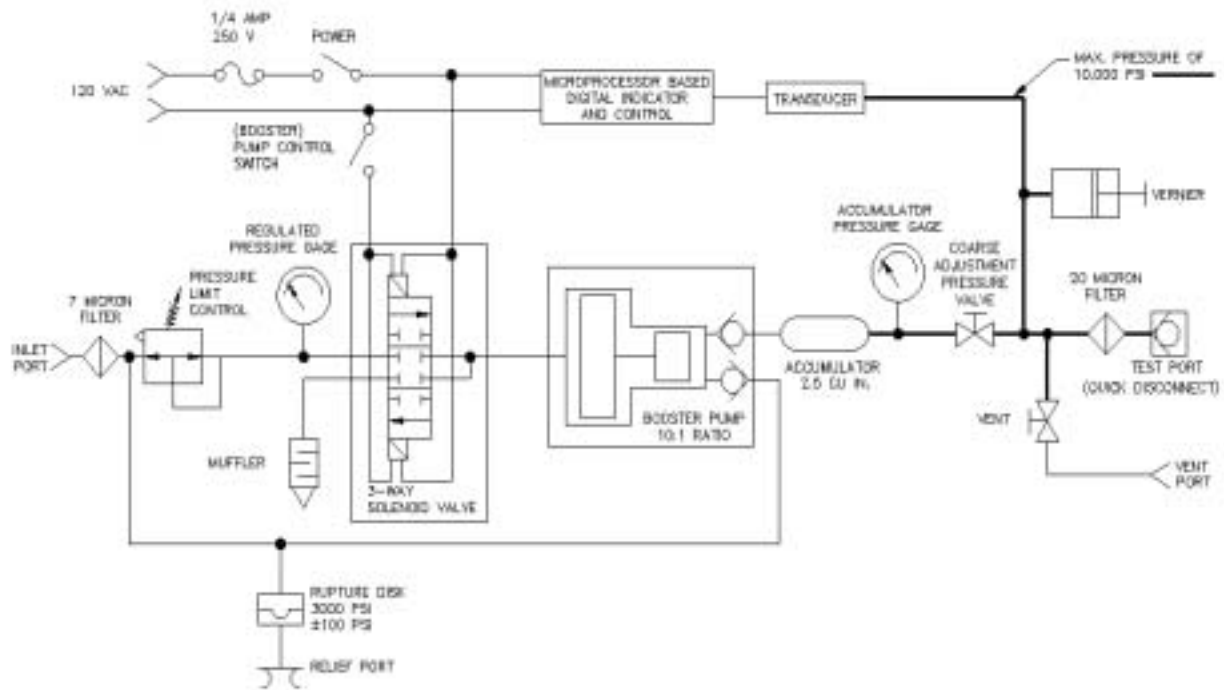 1/4 AMP
250 V
POWER
120 VAC
MICROPROCESSOR BASED
DIGITAL INDICATOR
AND CONTROL
TRANSDUCER
MAX. PRESSURE OF
10,000 PSI
(BOOSTER)
PUMP CONTROL
SWITCH
VERNIER
REGULATED
PRESSURE GAGE
ACCUMULATOR
PRESSURE GAGE
COARSE
ADJUSTMENT
PRESSURE
VALVE
20 MICRON
FILTER
PRESSURE
LIMIT
CONTROL
7 MICRON
FILTER
INLET
PORT
ACCUMULATOR
2.5 CU IN.
TEST PORT
(QUICK DISCONNECT)
BOOSTER PUMP
10:1 RATIO
VENT
MUFFLER
VENT
PORT
3-WAY
SOLENOID VALVE
RUPTURE DISK
3000 PSI
±100 PSI
RELIEF PORT